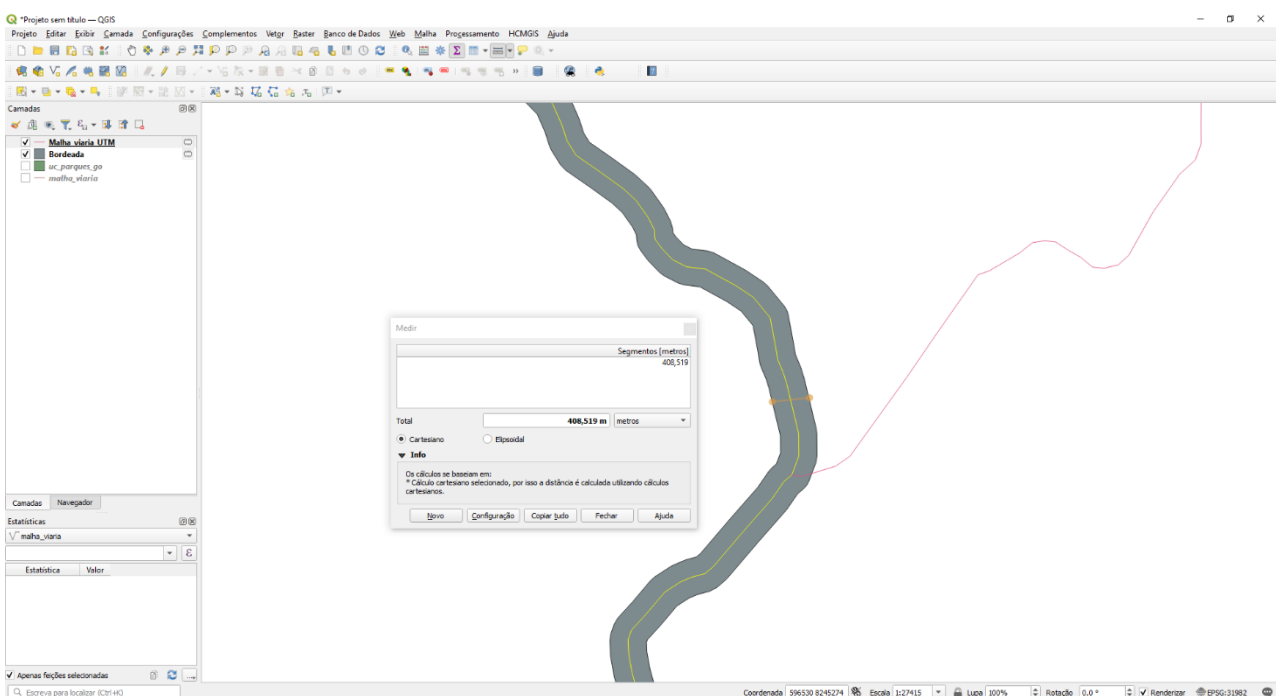 *Projeto sem título — QGIS
Projeto Editar Exibir Camada Configurações Complementos Vetor Raster Banco de Dados Web Malha Processamento HCMGIS Ajuda
Camadas
Malha_viaria_UTM
Bordeada
uc_parques_go
malha_viaria
Medir
Segmentos [metros]
408,519
Total 408,519 m metros
Cartesiano Elipsoidal
Info
Os cálculos se baseiam em:
* Cálculo cartesiano selecionado, por isso a distância é calculada utilizando cálculos
cartesianos.
Novo Configuração Copiar tudo Fechar Ajuda
Camadas Navegador
Estatísticas
malha_viaria
ε
Estatística Valor
Apenas feições selecionadas
Escreva para localizar (Ctrl+K)
Coordenada 596530 8245274 Escala 1:27415 Lupa 100% Rotação 0,0 ° Renderizar EPSG:31982